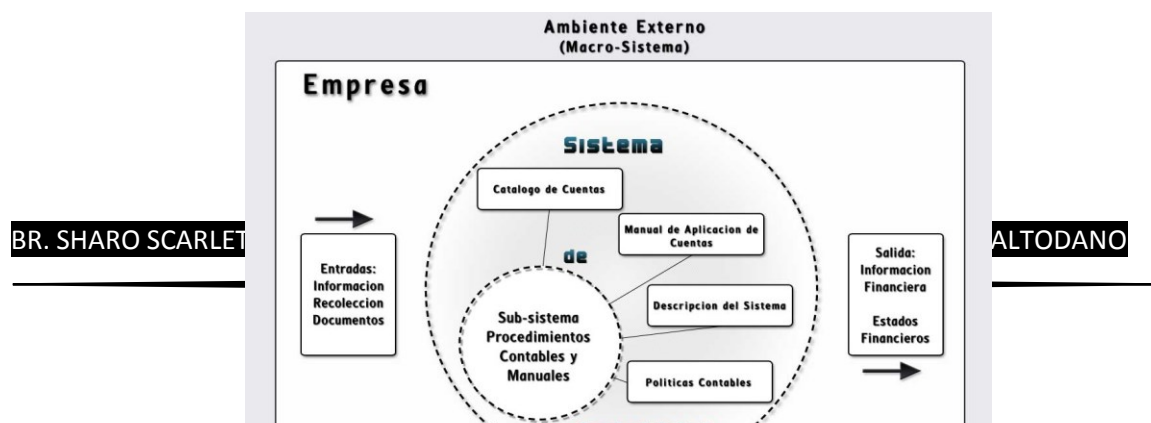 Ambiente Externo
(Macro-Sistema)
Empresa
Sistema
Catalogo de Cuentas
BR. SHARO SCARLET
ALTODANO
Manual de Aplicacion de
Cuentas
de
Entradas:
Informacion
Recoleccion
Documentos
Salida:
Informacion
Financiera
Estados
Financieros
Descripcion del Sistema
Sub-sistema
Procedimientos
Contables y
Manuales
Politicas Contables